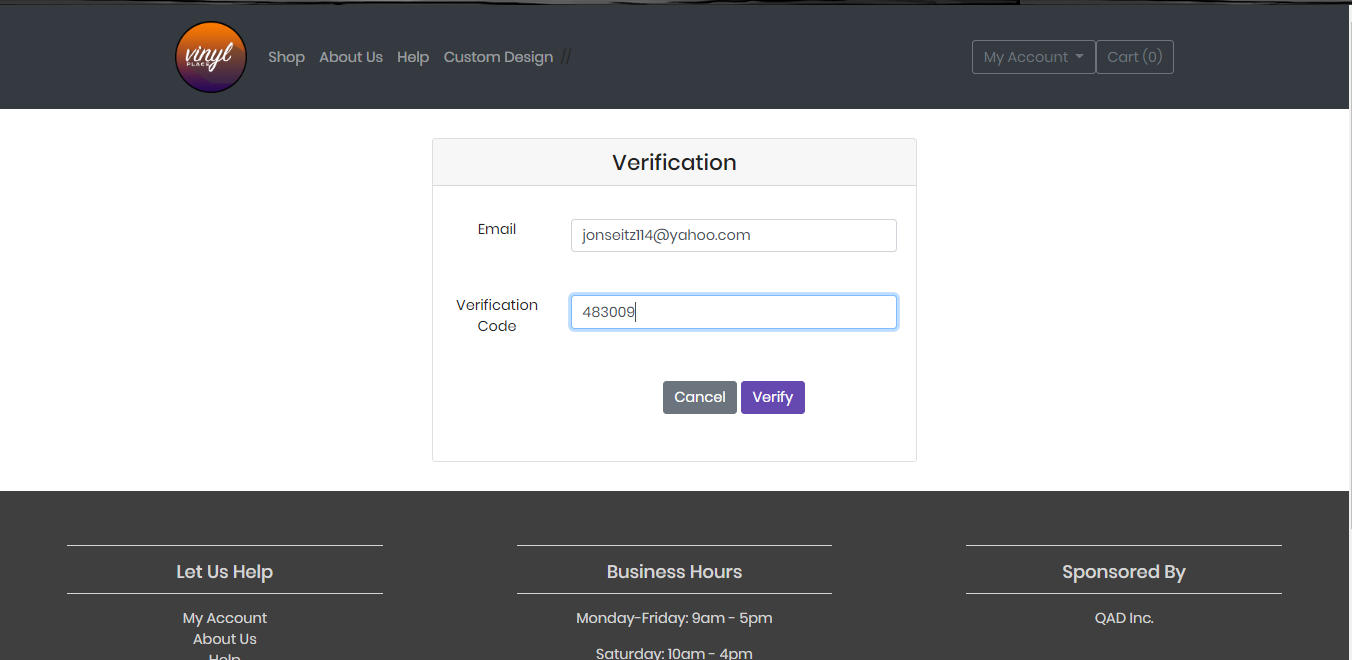 vinyl
PLACE
Shop About Us Help Custom Design //
My Account Cart (0)
Verification
Email
jonseitz114@yahoo.com
Verification
Code
483009
Cancel Verify
Let Us Help
My Account
About Us
Help
Business Hours
Monday-Friday: 9am - 5pm
Saturday: 10am - 4pm
Sponsored By
QAD Inc.